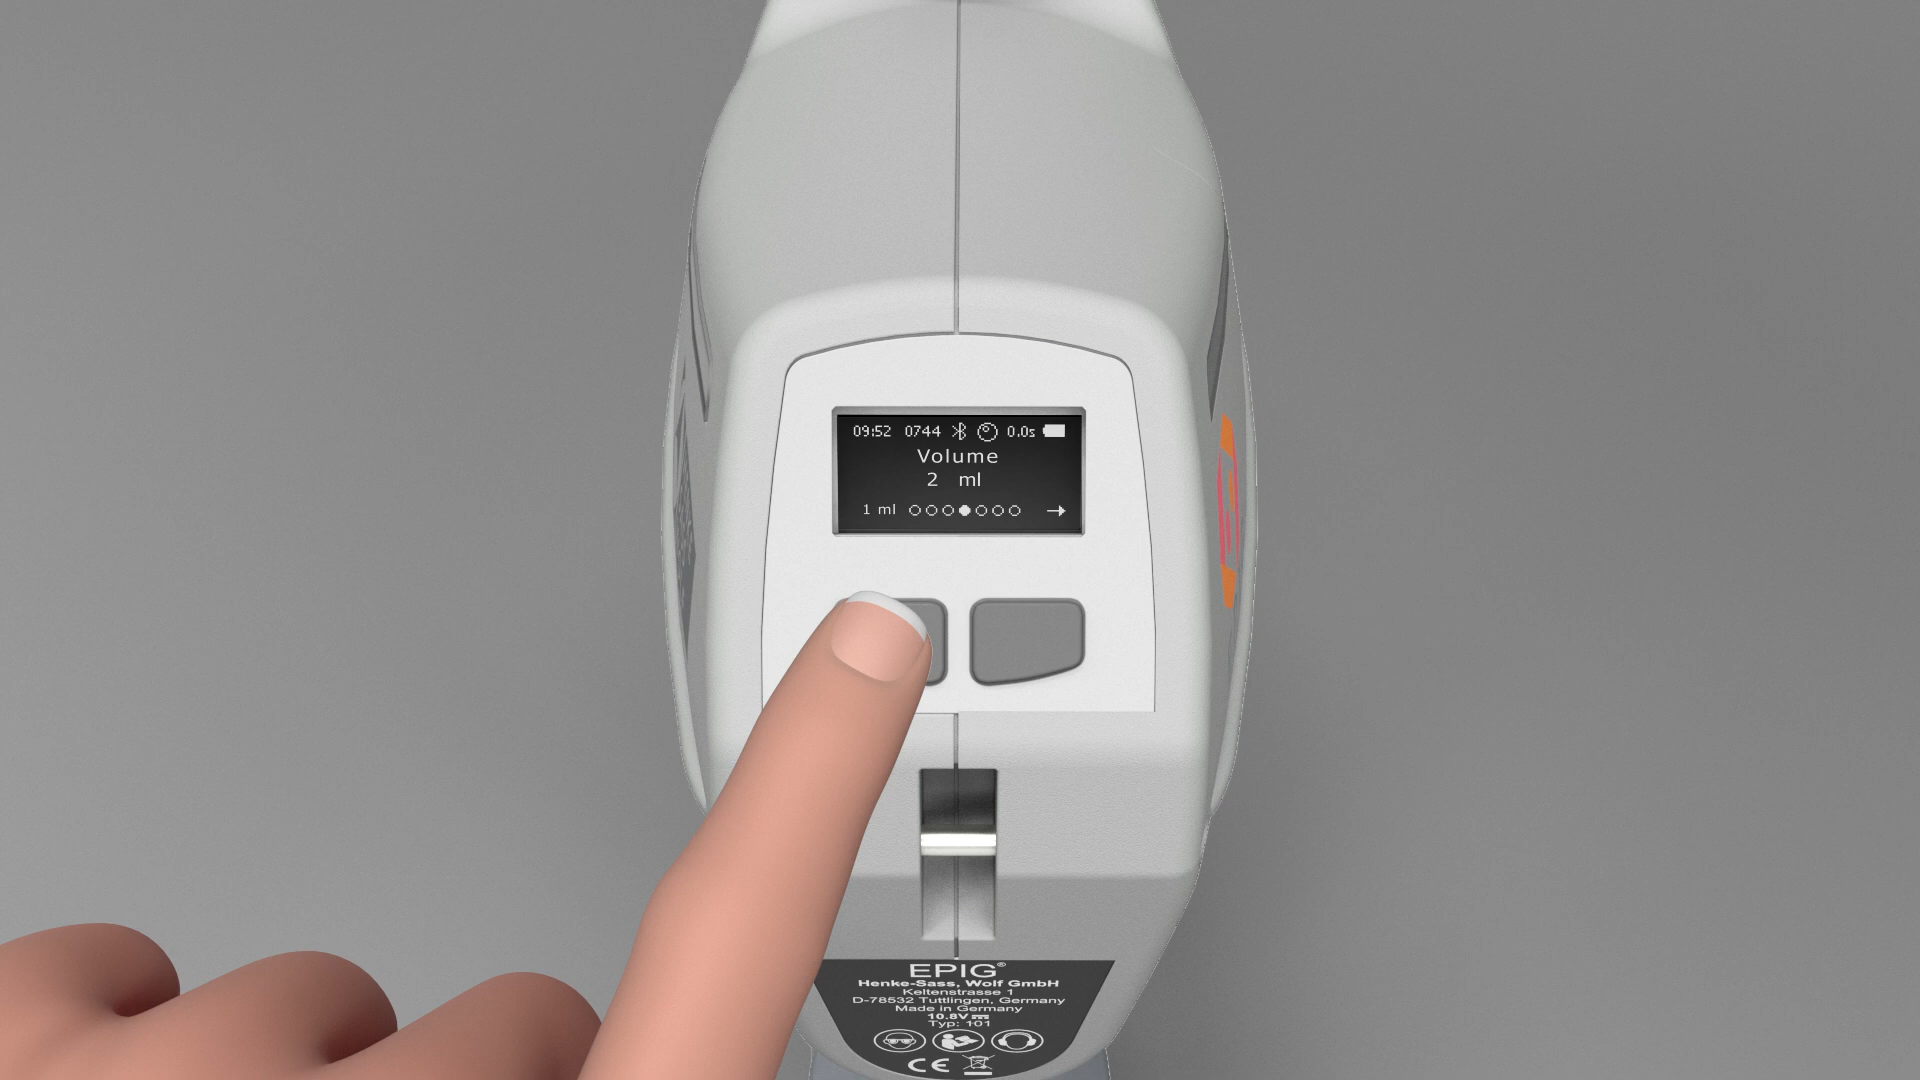 09:52 0744 0.0s
Volume
2 ml
1 ml →
EPIG®
Henke-Sass, Wolf GmbH
Keltenstrasse 1
D-78532 Tuttlingen, Germany
Made in Germany
10.8V
Typ: 101
CE